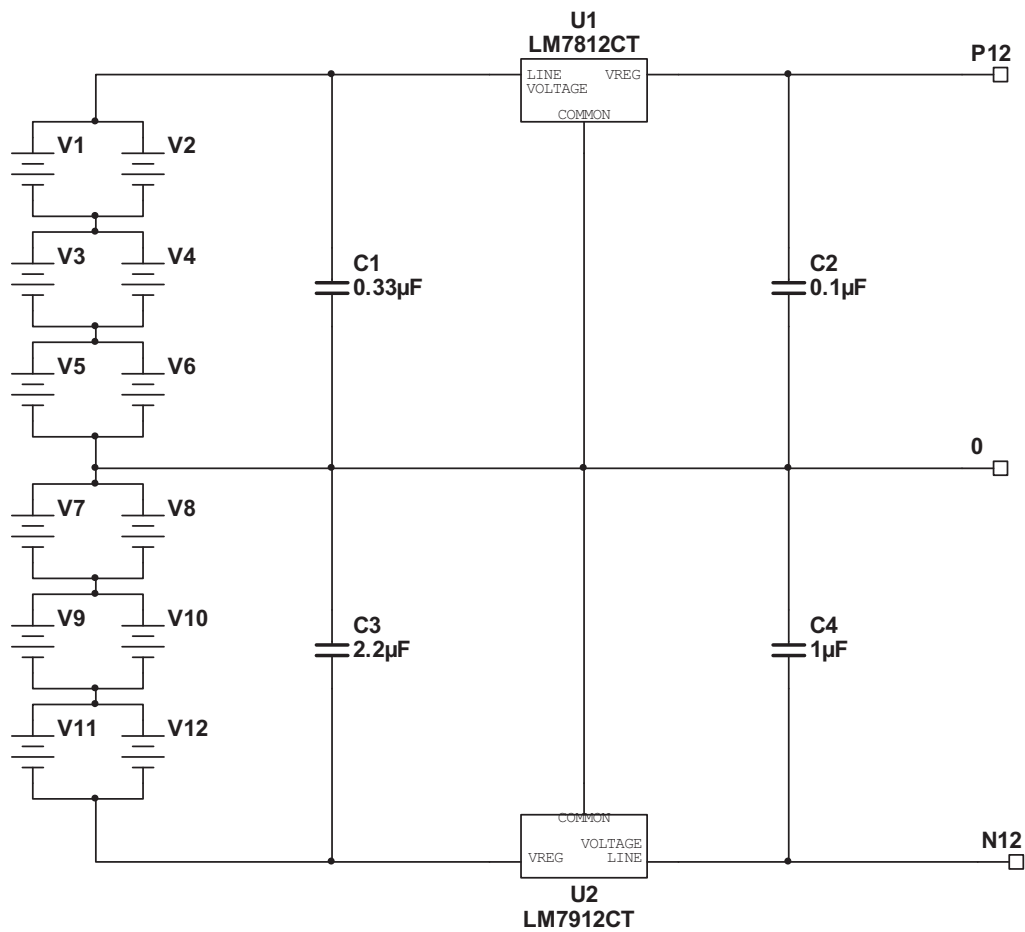 U1
LM7812CT
P12
LINE VREG
VOLTAGE
COMMON
V1 V2
V3 V4
C1
0.33µF
C2
0.1µF
V5 V6
0
V7 V8
V9 V10
C3
2.2µF
C4
1µF
V11 V12
COMMON
VOLTAGE
VREG LINE
N12
U2
LM7912CT